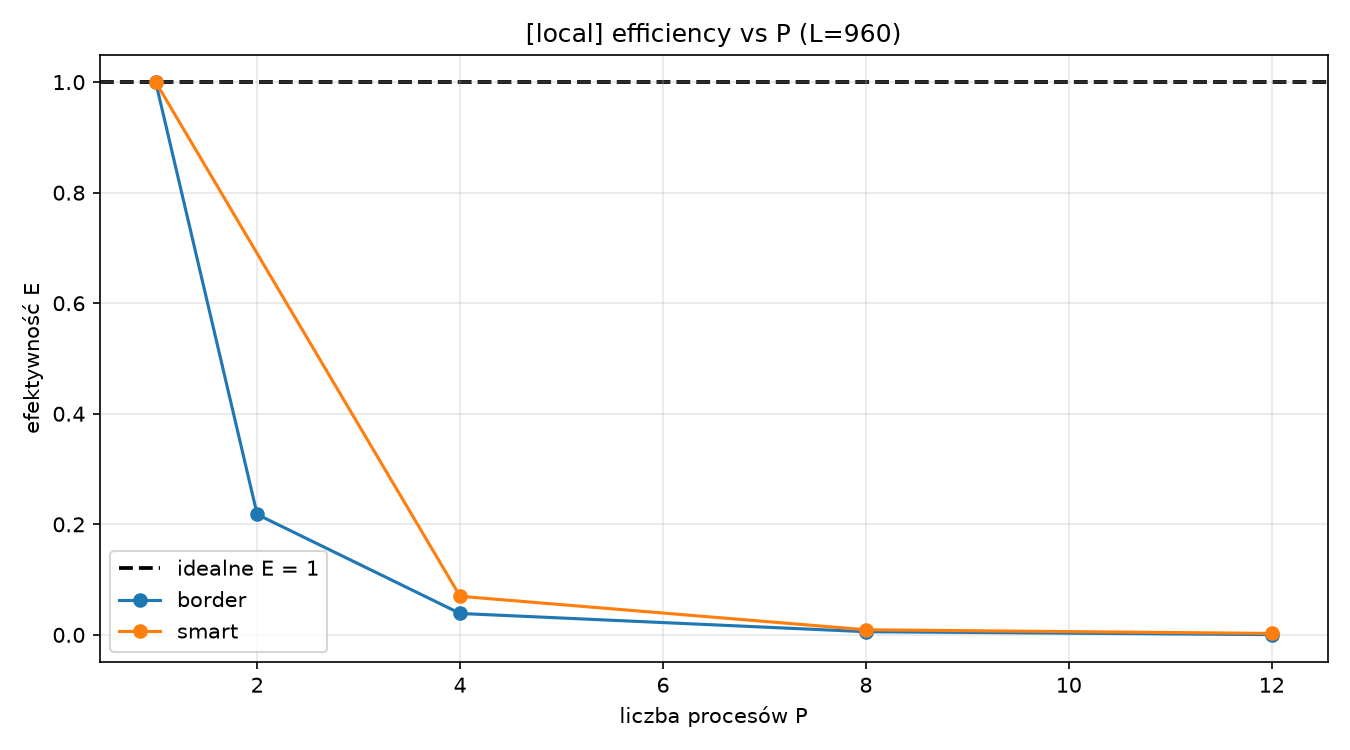 [local] efficiency vs P (L=960)
efektywność E
1.0
0.8
0.6
0.4
0.2
0.0
idealne E = 1
border
smart
2
4
6
8
10
12
liczba procesów P